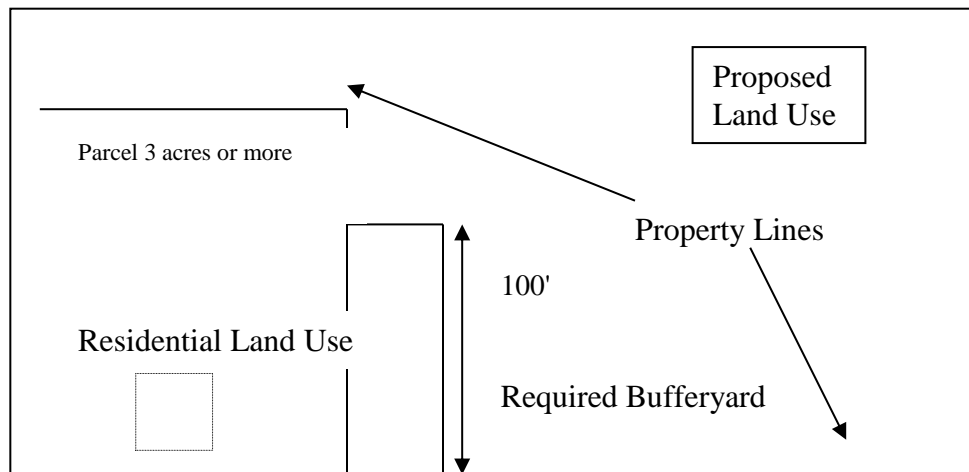 Proposed
Land Use
Parcel 3 acres or more
Property Lines
100'
Residential Land Use
Required Bufferyard